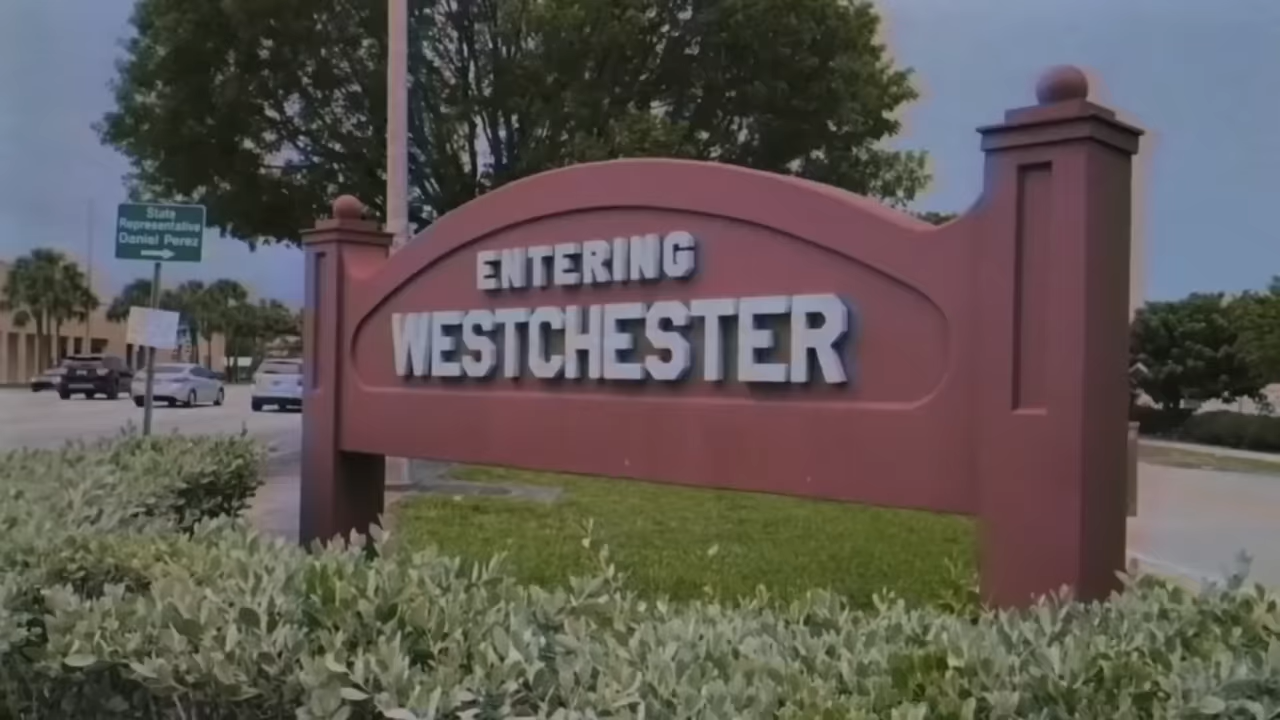 State
Representative
Daniel Perez
ENTERING
WESTCHESTER